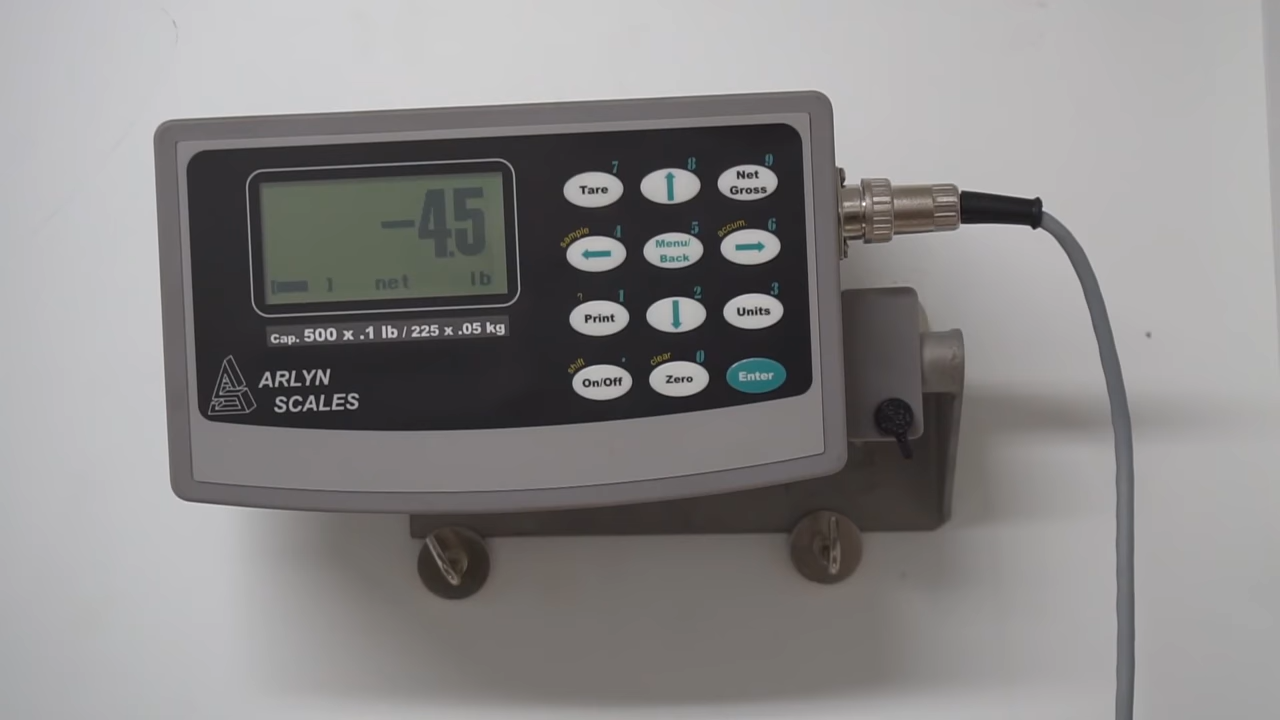 -4.5
[ ] net lb
Cap. 500 x .1 lb / 225 x .05 kg
ARLYN
SCALES
7 8 9
Tare Net
Gross
sample 4 5 accum. 6
Menu/
Back
? 1 2 3
Print Units
shift . clear 0
On/Off Zero Enter